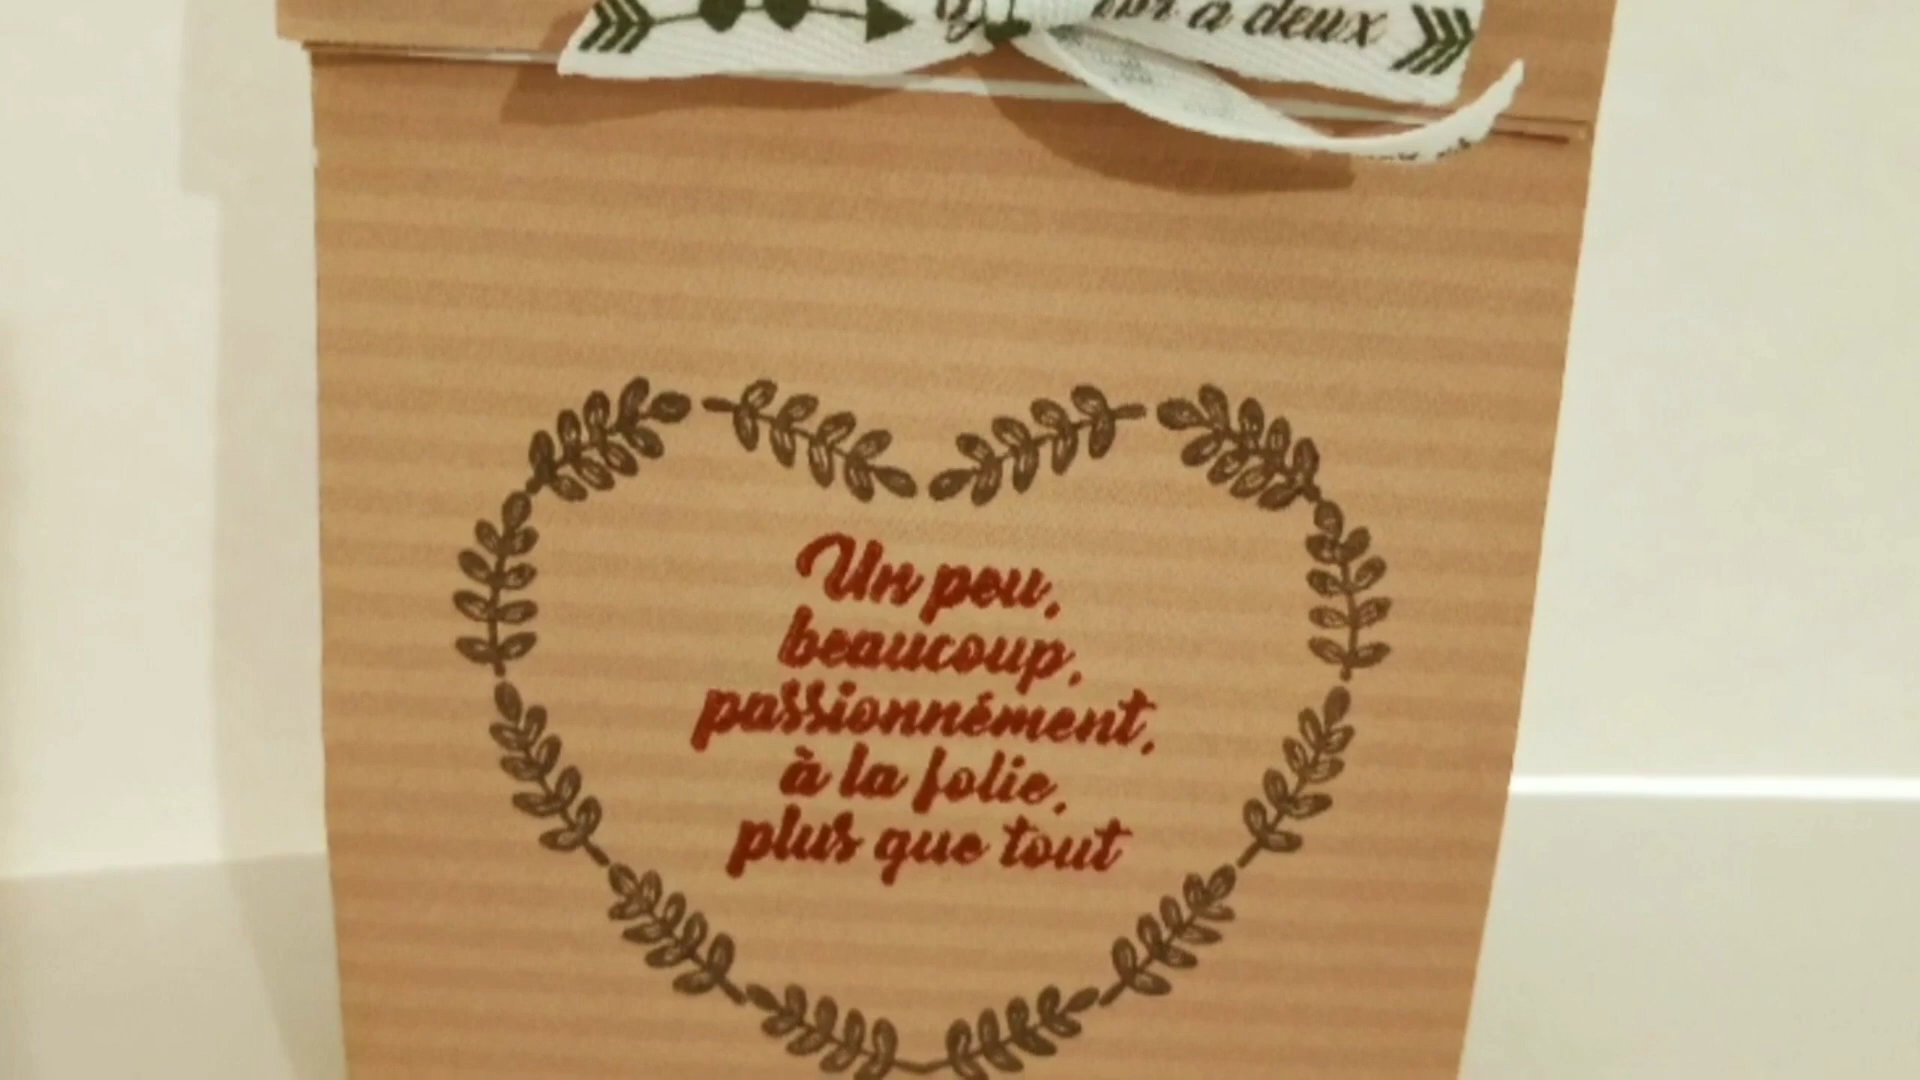 à deux
Un peu,
beaucoup,
passionnément,
à la folie,
plus que tout